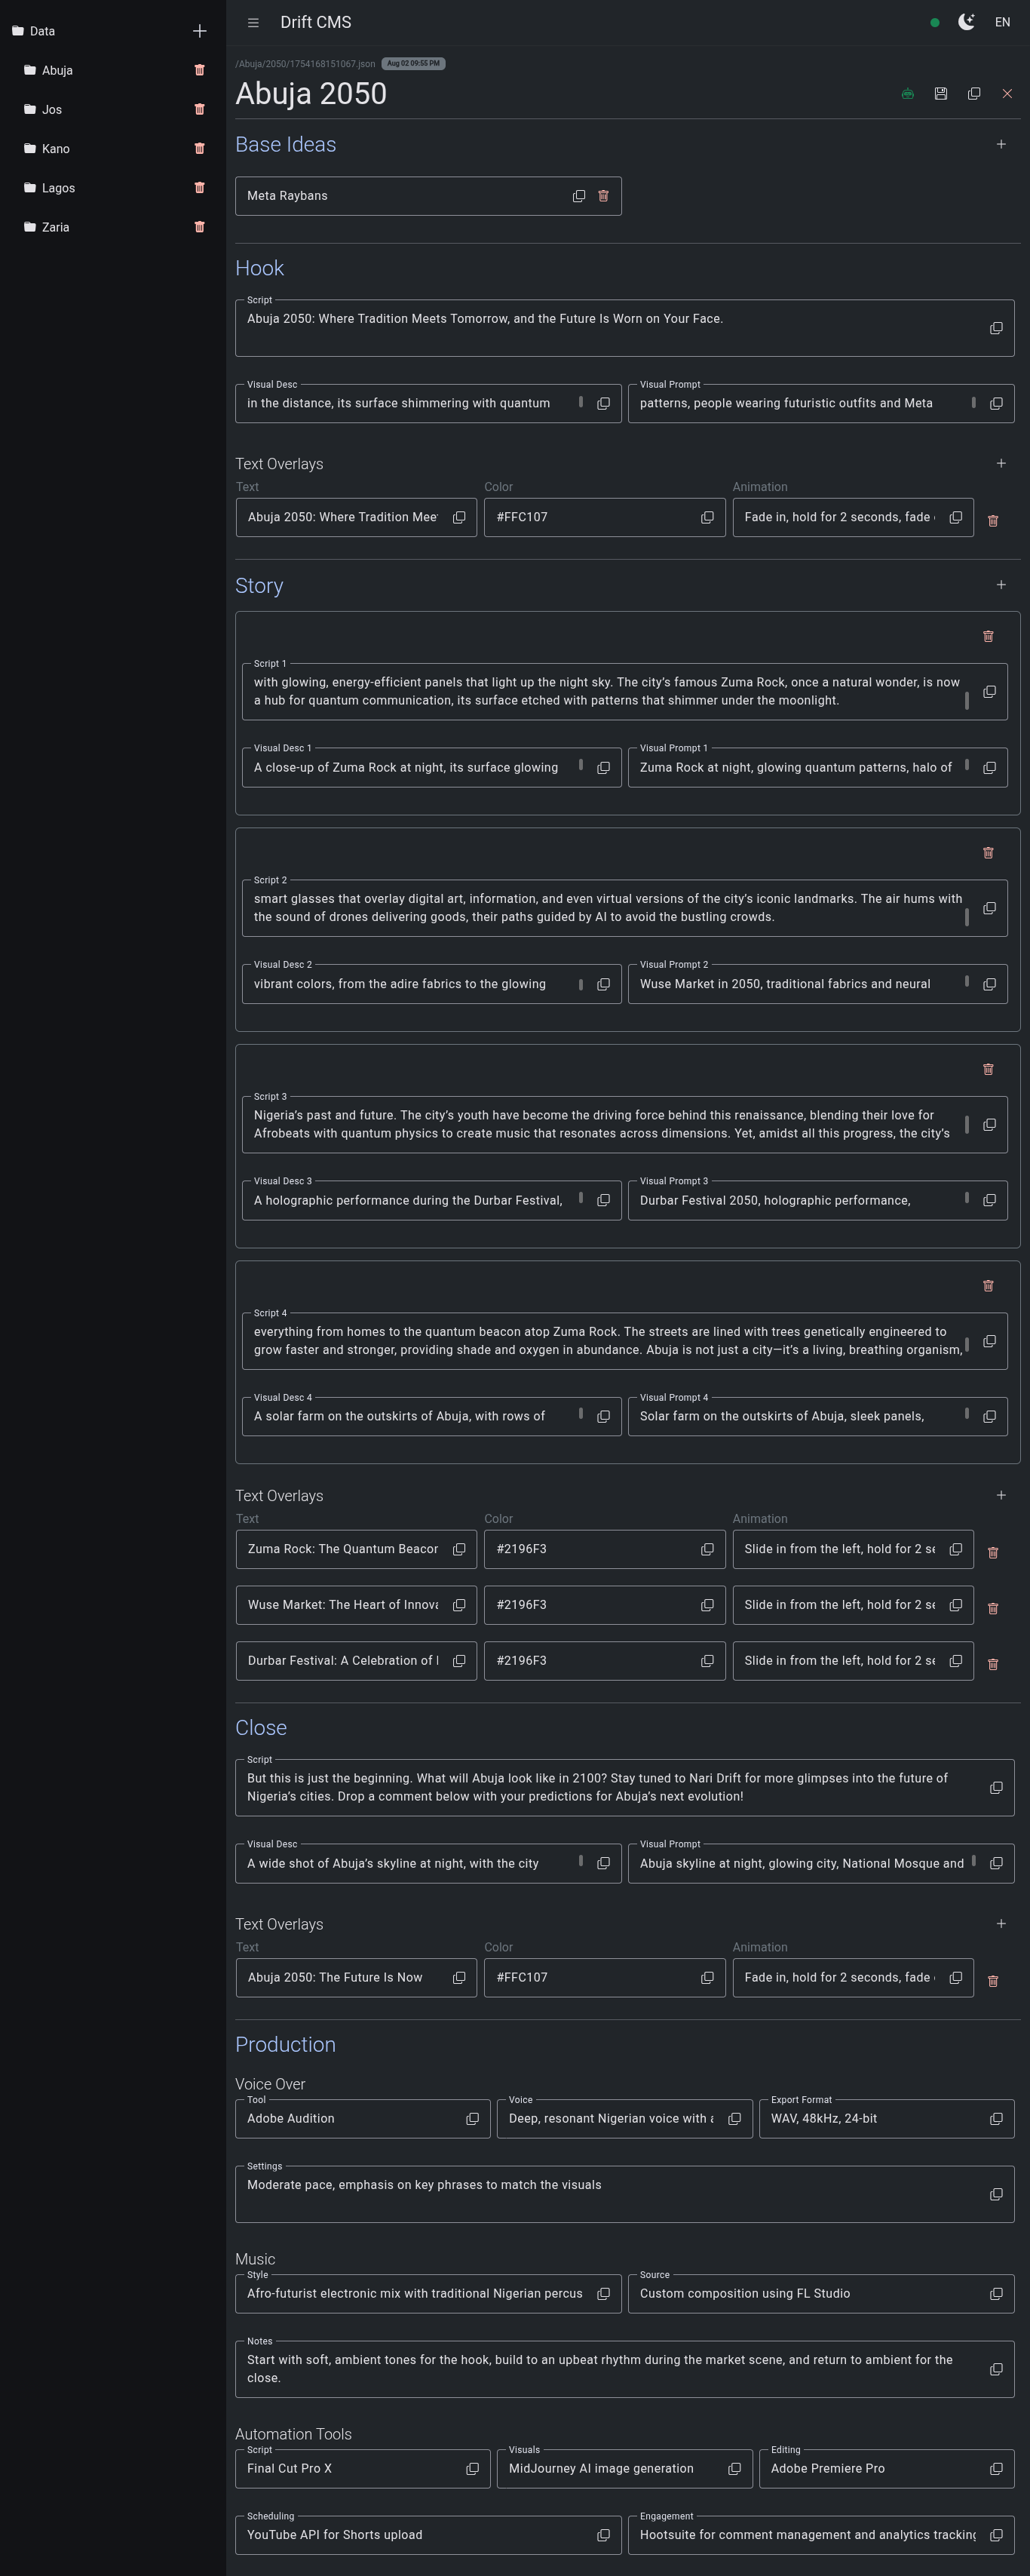 Data
Abuja
Jos
Kano
Lagos
Zaria
Drift CMS
EN
/Abuja/2050/1754168151067.json Aug 02 09:55 PM
Abuja 2050
Base Ideas
Meta Raybans
Hook
Script
Abuja 2050: Where Tradition Meets Tomorrow, and the Future Is Worn on Your Face.
Visual Desc
in the distance, its surface shimmering with quantum
Visual Prompt
patterns, people wearing futuristic outfits and Meta
Text Overlays
Text Color Animation
Abuja 2050: Where Tradition Meet #FFC107 Fade in, hold for 2 seconds, fade
Story
Script 1
with glowing, energy-efficient panels that light up the night sky. The city’s famous Zuma Rock, once a natural wonder, is now
a hub for quantum communication, its surface etched with patterns that shimmer under the moonlight.
Visual Desc 1
A close-up of Zuma Rock at night, its surface glowing
Visual Prompt 1
Zuma Rock at night, glowing quantum patterns, halo of
Script 2
smart glasses that overlay digital art, information, and even virtual versions of the city’s iconic landmarks. The air hums with
the sound of drones delivering goods, their paths guided by AI to avoid the bustling crowds.
Visual Desc 2
vibrant colors, from the adire fabrics to the glowing
Visual Prompt 2
Wuse Market in 2050, traditional fabrics and neural
Script 3
Nigeria’s past and future. The city’s youth have become the driving force behind this renaissance, blending their love for
Afrobeats with quantum physics to create music that resonates across dimensions. Yet, amidst all this progress, the city’s
Visual Desc 3
A holographic performance during the Durbar Festival,
Visual Prompt 3
Durbar Festival 2050, holographic performance,
Script 4
everything from homes to the quantum beacon atop Zuma Rock. The streets are lined with trees genetically engineered to
grow faster and stronger, providing shade and oxygen in abundance. Abuja is not just a city—it’s a living, breathing organism,
Visual Desc 4
A solar farm on the outskirts of Abuja, with rows of
Visual Prompt 4
Solar farm on the outskirts of Abuja, sleek panels,
Text Overlays
Text Color Animation
Zuma Rock: The Quantum Beacon #2196F3 Slide in from the left, hold for 2 se
Wuse Market: The Heart of Innova #2196F3 Slide in from the left, hold for 2 se
Durbar Festival: A Celebration of #2196F3 Slide in from the left, hold for 2 se
Close
Script
But this is just the beginning. What will Abuja look like in 2100? Stay tuned to Nari Drift for more glimpses into the future of
Nigeria’s cities. Drop a comment below with your predictions for Abuja’s next evolution!
Visual Desc
A wide shot of Abuja’s skyline at night, with the city
Visual Prompt
Abuja skyline at night, glowing city, National Mosque and
Text Overlays
Text Color Animation
Abuja 2050: The Future Is Now #FFC107 Fade in, hold for 2 seconds, fade
Production
Voice Over
Tool Voice Export Format
Adobe Audition Deep, resonant Nigerian voice with a WAV, 48kHz, 24-bit
Settings
Moderate pace, emphasis on key phrases to match the visuals
Music
Style Source
Afro-futurist electronic mix with traditional Nigerian percus Custom composition using FL Studio
Notes
Start with soft, ambient tones for the hook, build to an upbeat rhythm during the market scene, and return to ambient for the
close.
Automation Tools
Script Visuals Editing
Final Cut Pro X MidJourney AI image generation Adobe Premiere Pro
Scheduling Engagement
YouTube API for Shorts upload Hootsuite for comment management and analytics tracking